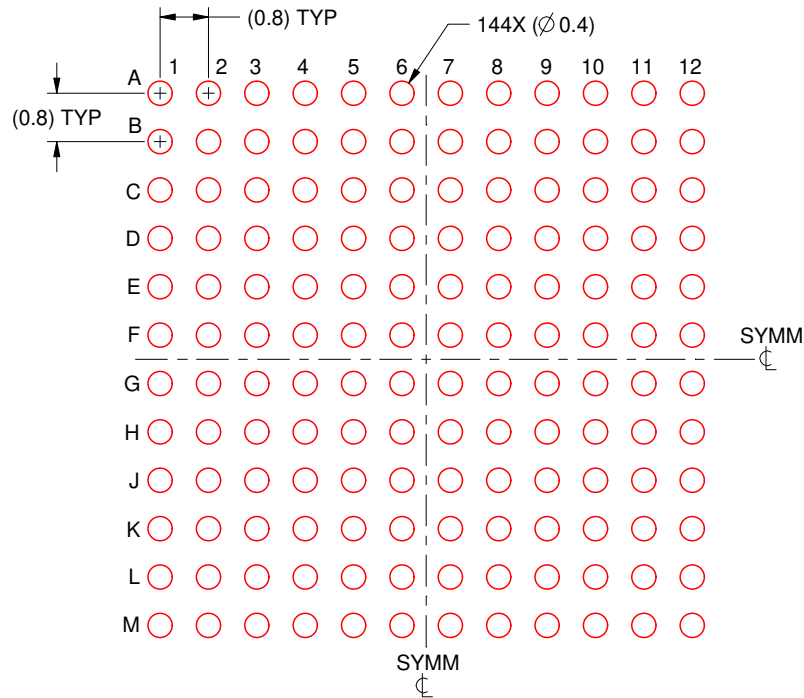 (0.8) TYP
144X (∅ 0.4)
1 2 3 4 5 6 7 8 9 10 11 12
A
(0.8) TYP
B
C
D
E
F
SYMM
℄
G
H
J
K
L
M
SYMM
℄